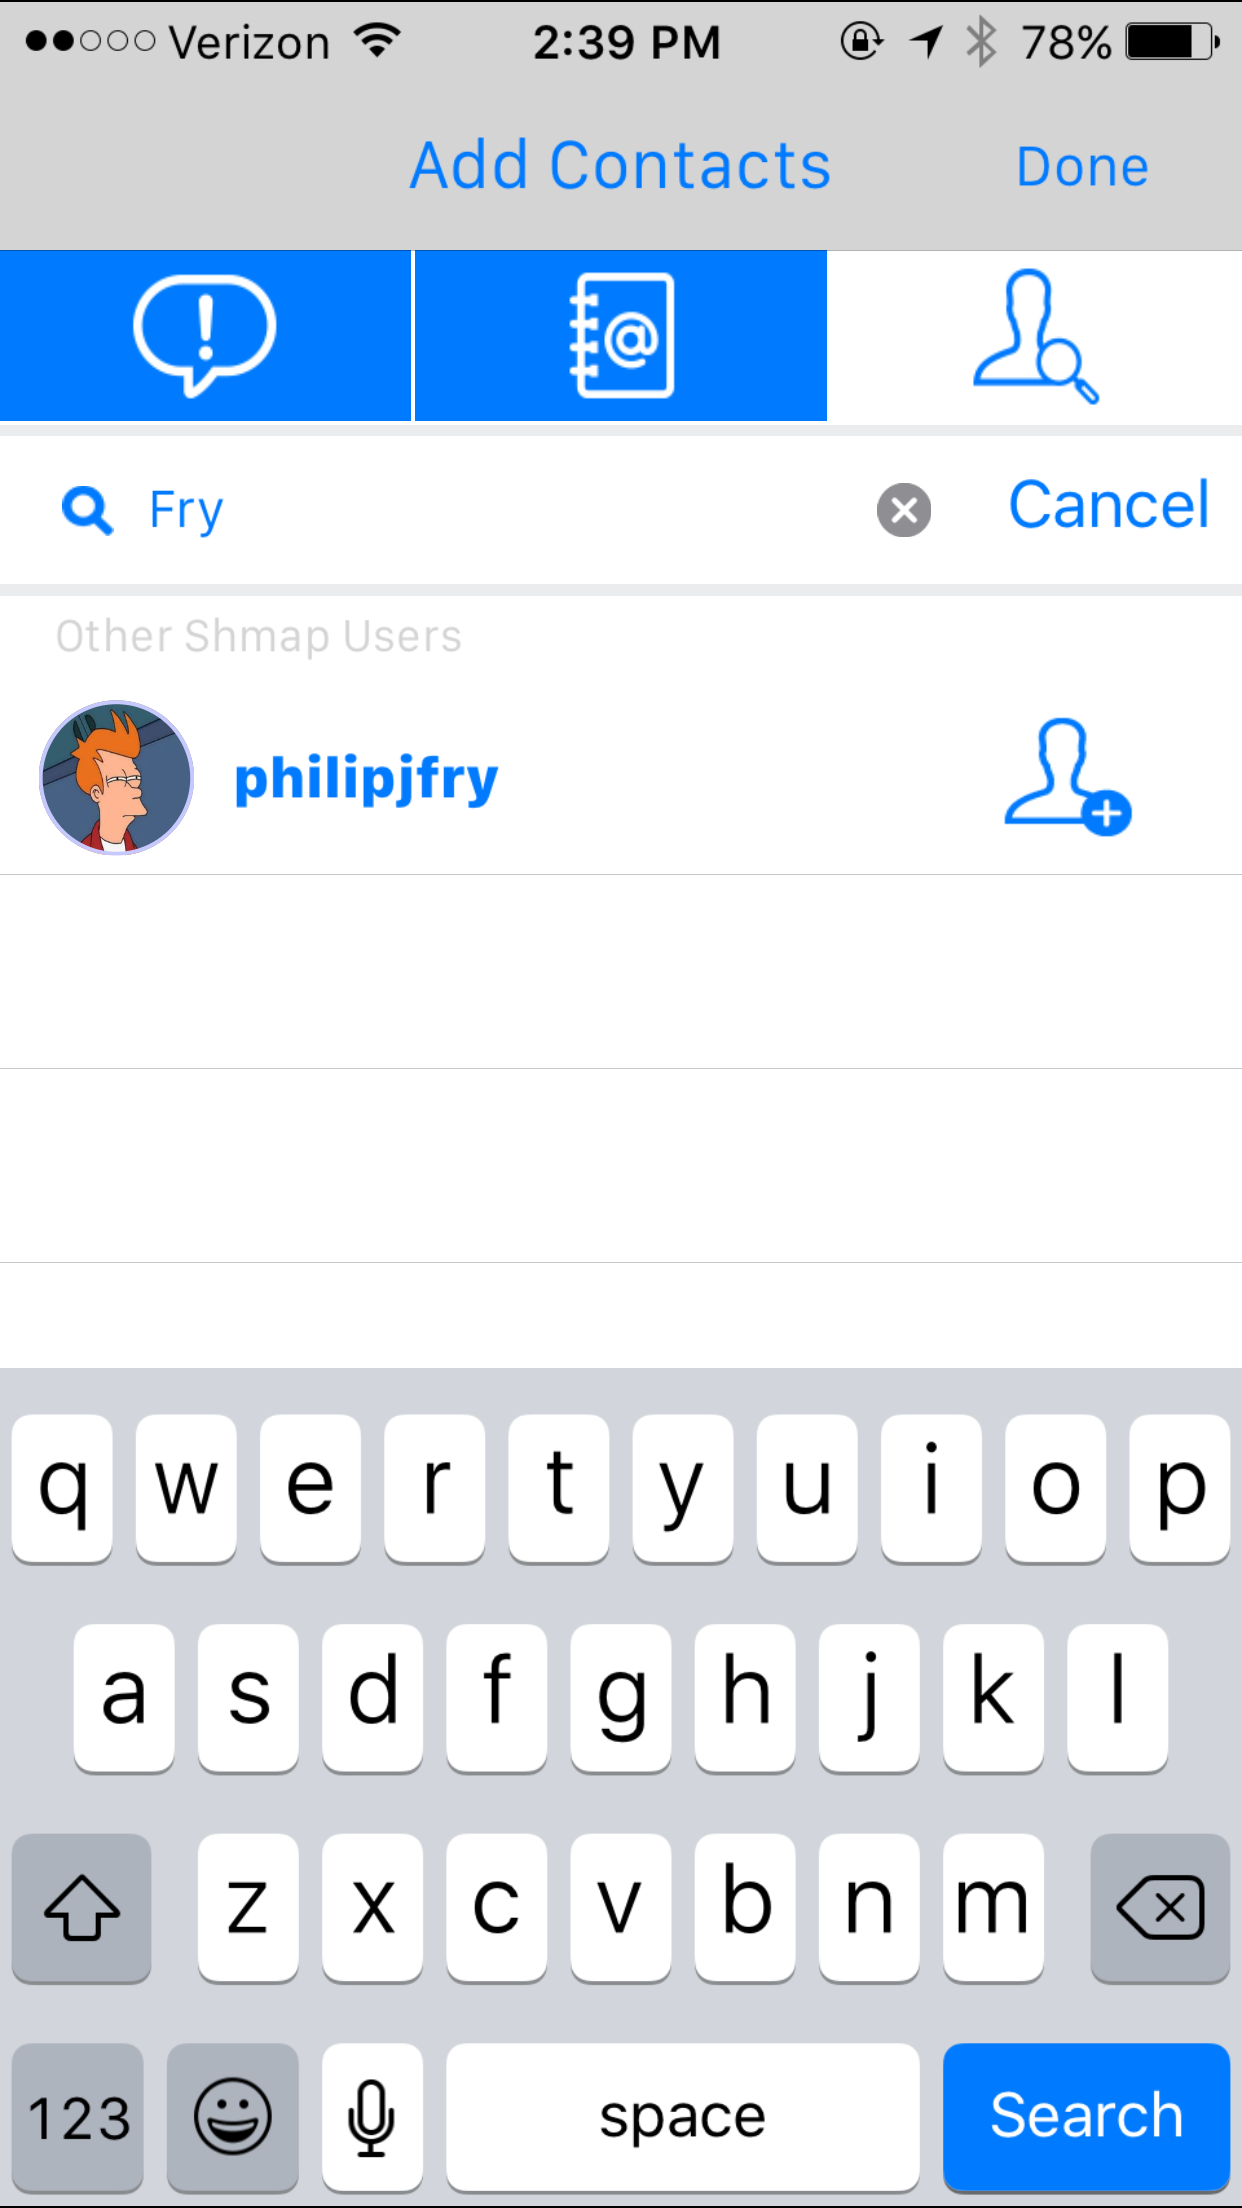 Verizon 2:39 PM 78%
Add Contacts Done
Fry Cancel
Other Shmap Users
philipjfry
q w e r t y u i o p
a s d f g h j k l
z x c v b n m
123 space Search